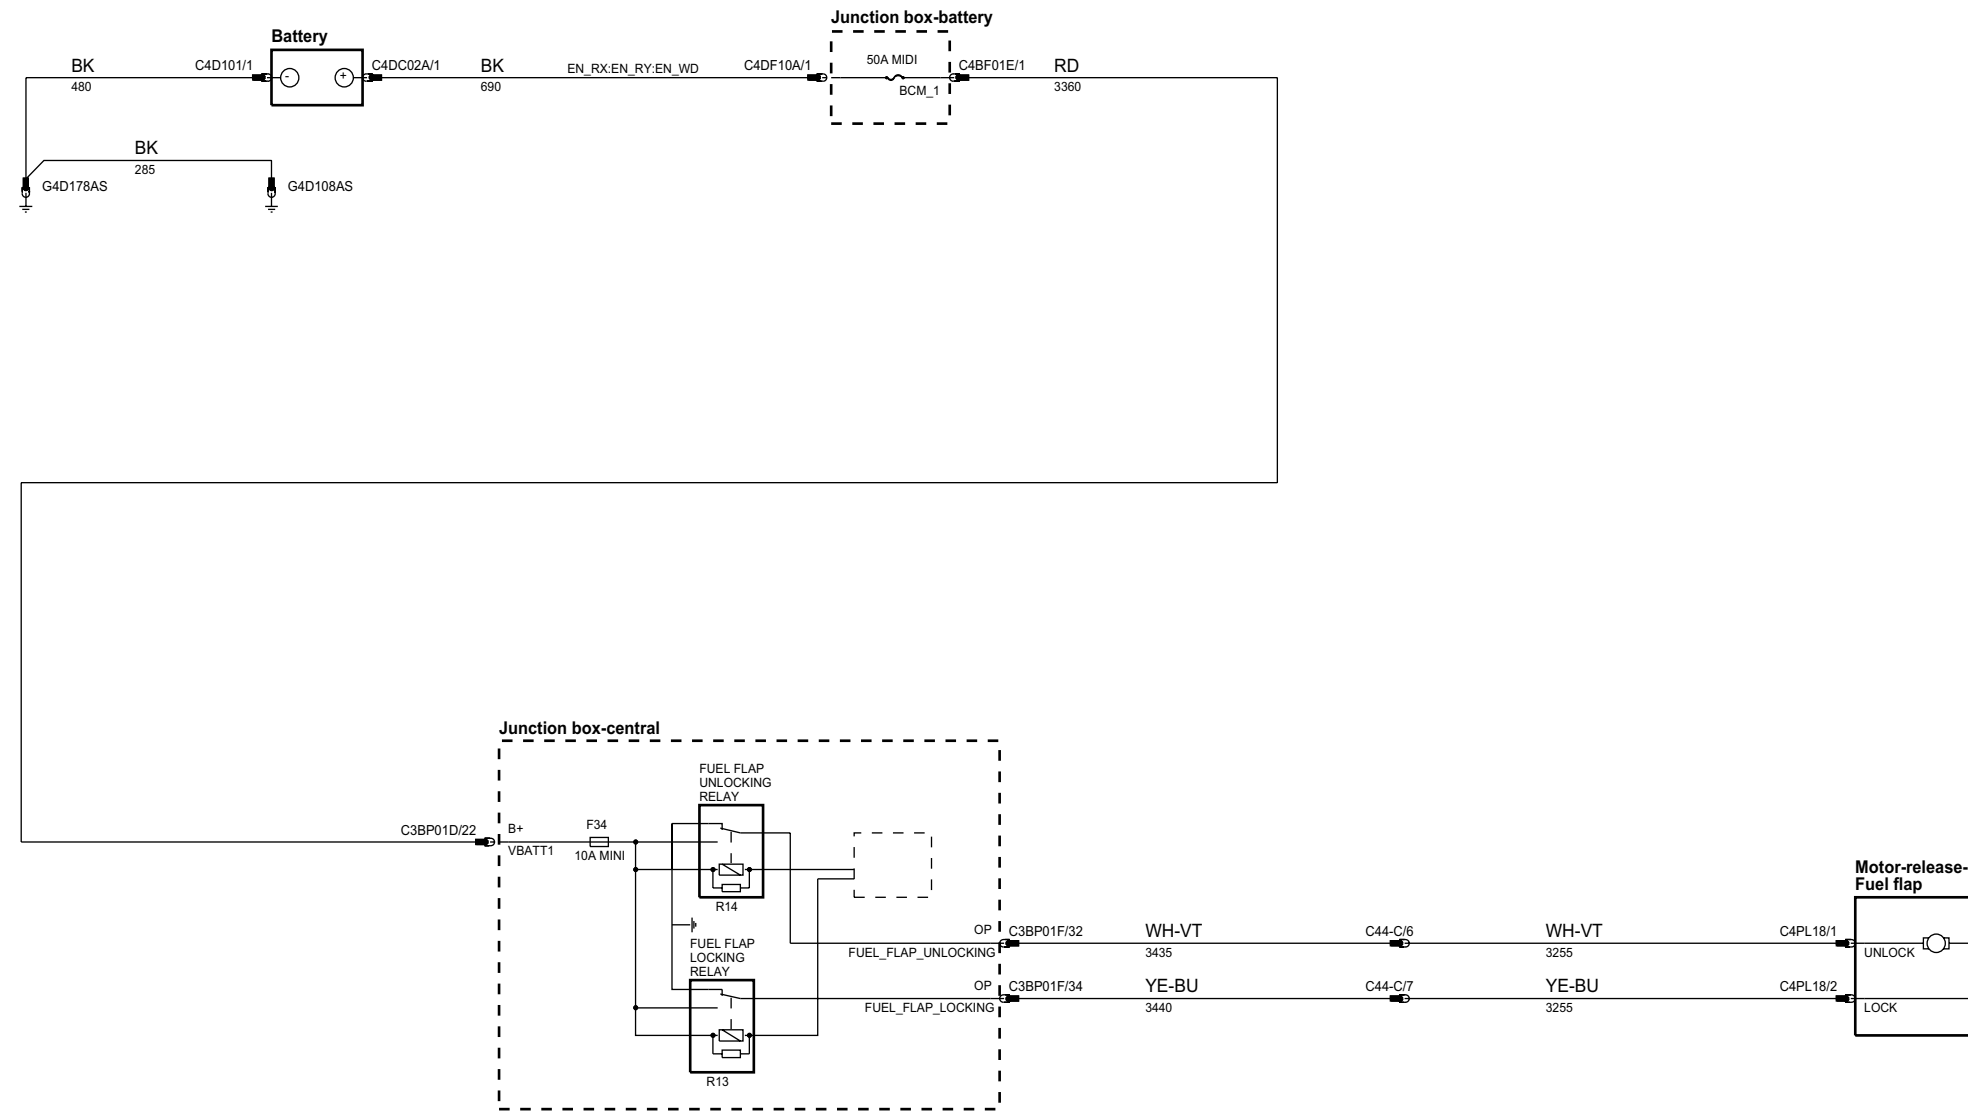 Junction box-battery
Battery
BK
480
C4D101/1
-
+
C4DC02A/1
BK
690
EN_RX:EN_RY:EN_WD
C4DF10A/1
50A MIDI
BCM_1
C4BF01E/1
RD
3360
BK
285
G4D178AS
G4D108AS
Junction box-central
FUEL FLAP
UNLOCKING
RELAY
C3BP01D/22
B+
VBATT1
F34
10A MINI
R14
FUEL FLAP
LOCKING
RELAY
R13
OP
FUEL_FLAP_UNLOCKING
C3BP01F/32
WH-VT
3435
C44-C/6
WH-VT
3255
C4PL18/1
OP
FUEL_FLAP_LOCKING
C3BP01F/34
YE-BU
3440
C44-C/7
YE-BU
3255
C4PL18/2
Motor-release-
Fuel flap
UNLOCK
LOCK